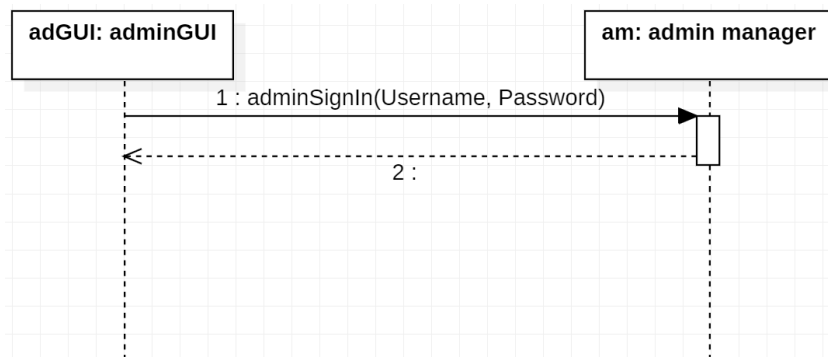 adGUI: adminGUI
am: admin manager
1 : adminSignIn(Username, Password)
2 :